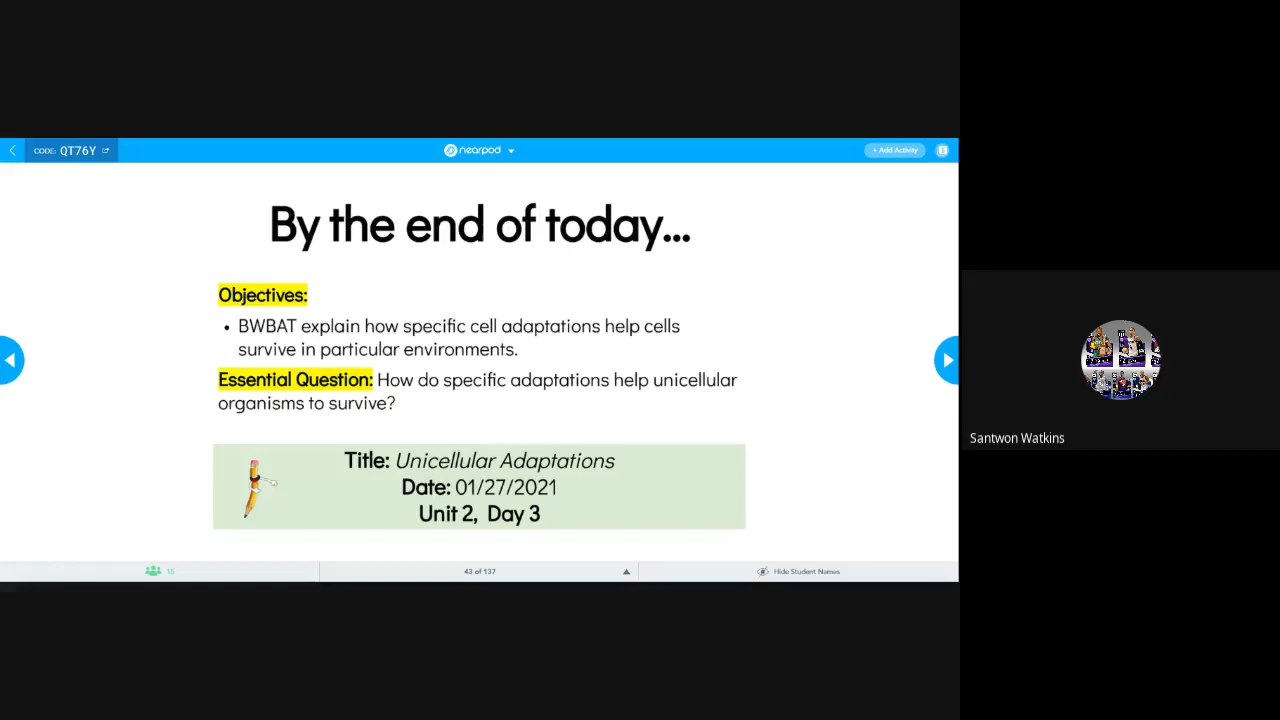 CODE: QT76Y
nearpod
+ Add Activity
By the end of today...
Objectives:
• BWBAT explain how specific cell adaptations help cells
survive in particular environments.
Essential Question: How do specific adaptations help unicellular
organisms to survive?
Title: Unicellular Adaptations
Date: 01/27/2021
Unit 2, Day 3
15
43 of 137
Hide Student Names
Santwon Watkins